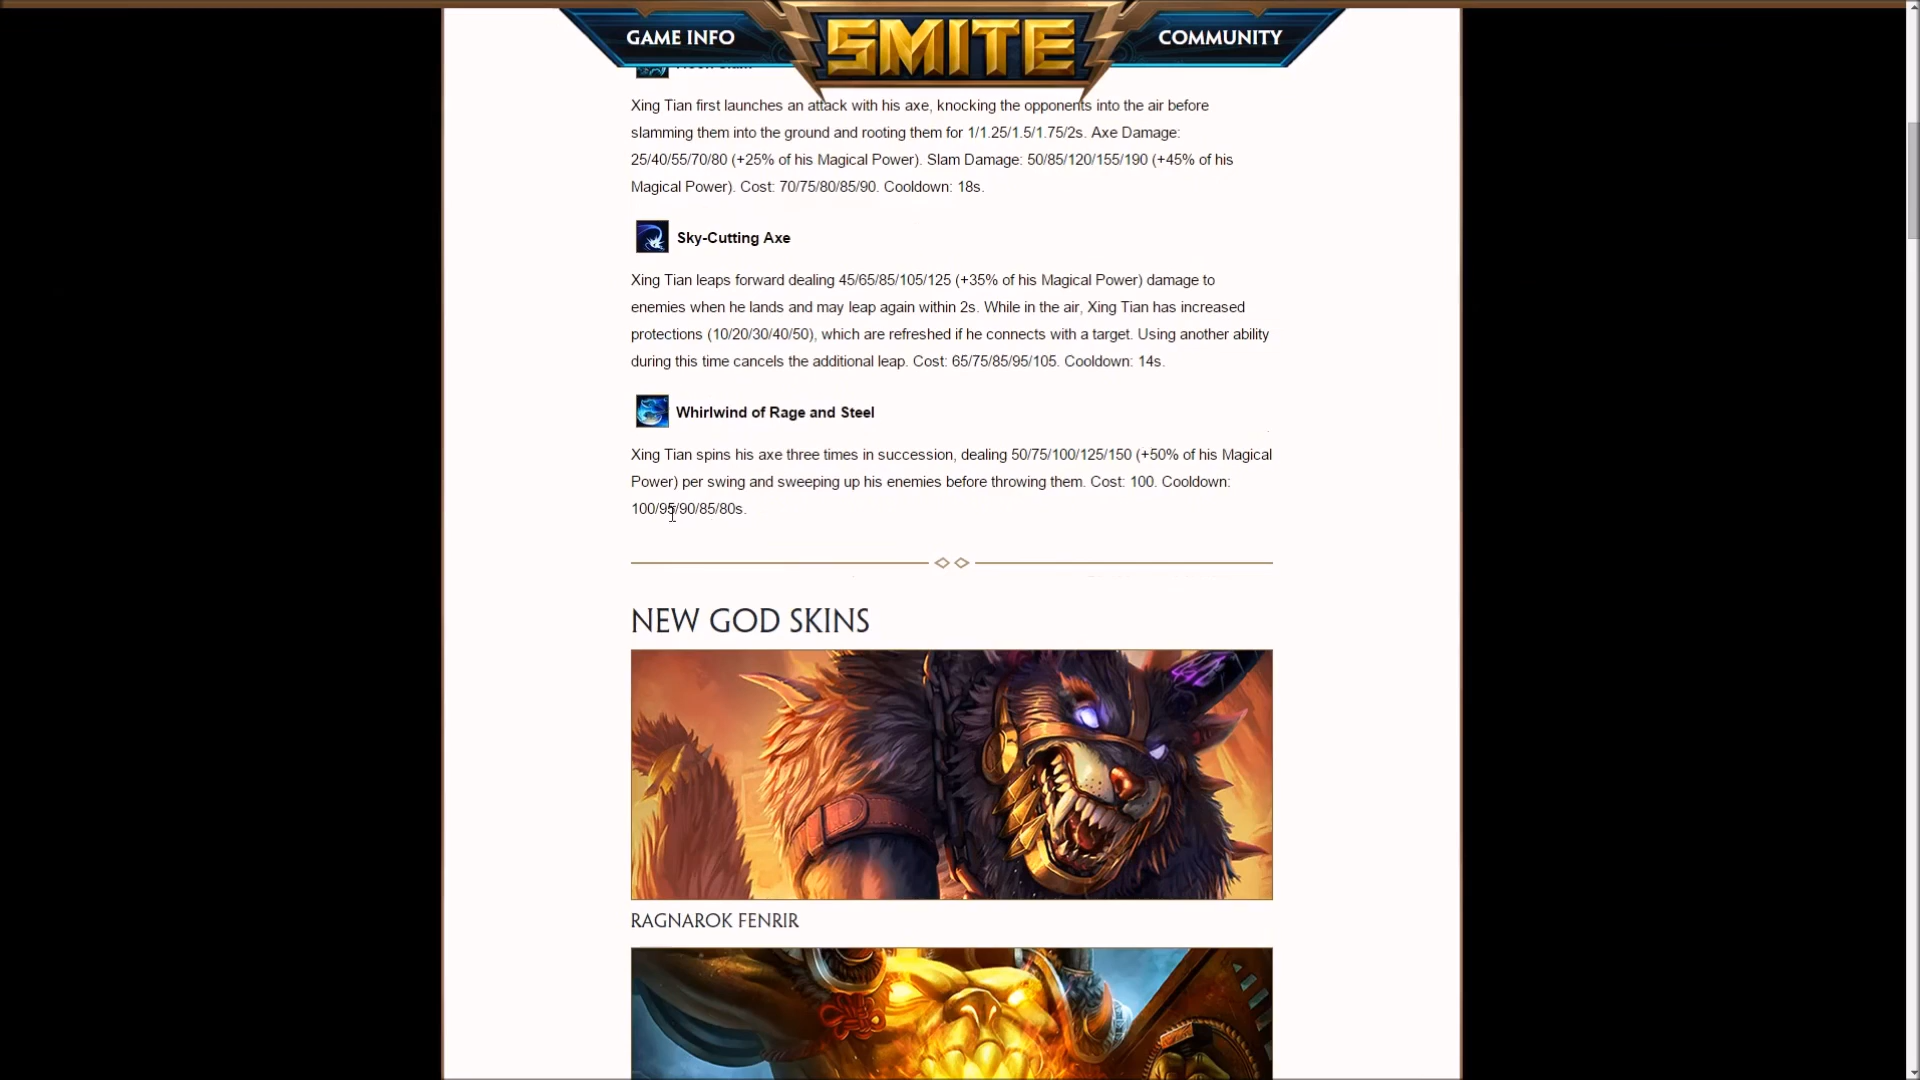 GAME INFO
SMITE
COMMUNITY
Xing Tian first launches an attack with his axe, knocking the opponents into the air before
slamming them into the ground and rooting them for 1/1.25/1.5/1.75/2s. Axe Damage:
25/40/55/70/80 (+25% of his Magical Power). Slam Damage: 50/85/120/155/190 (+45% of his
Magical Power). Cost: 70/75/80/85/90. Cooldown: 18s.
Sky-Cutting Axe
Xing Tian leaps forward dealing 45/65/85/105/125 (+35% of his Magical Power) damage to
enemies when he lands and may leap again within 2s. While in the air, Xing Tian has increased
protections (10/20/30/40/50), which are refreshed if he connects with a target. Using another ability
during this time cancels the additional leap. Cost: 65/75/85/95/105. Cooldown: 14s.
Whirlwind of Rage and Steel
Xing Tian spins his axe three times in succession, dealing 50/75/100/125/150 (+50% of his Magical
Power) per swing and sweeping up his enemies before throwing them. Cost: 100. Cooldown:
100/95/90/85/80s.
NEW GOD SKINS
RAGNAROK FENRIR